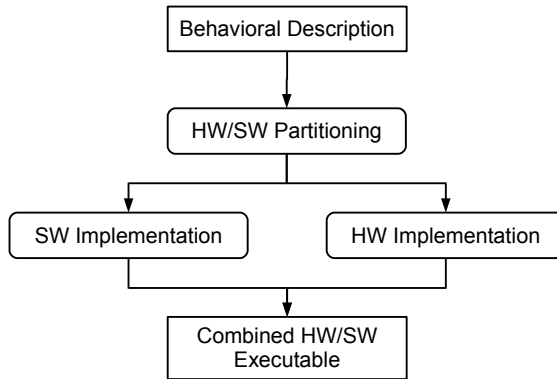 Behavioral Description
HW/SW Partitioning
SW Implementation
HW Implementation
Combined HW/SW
Executable